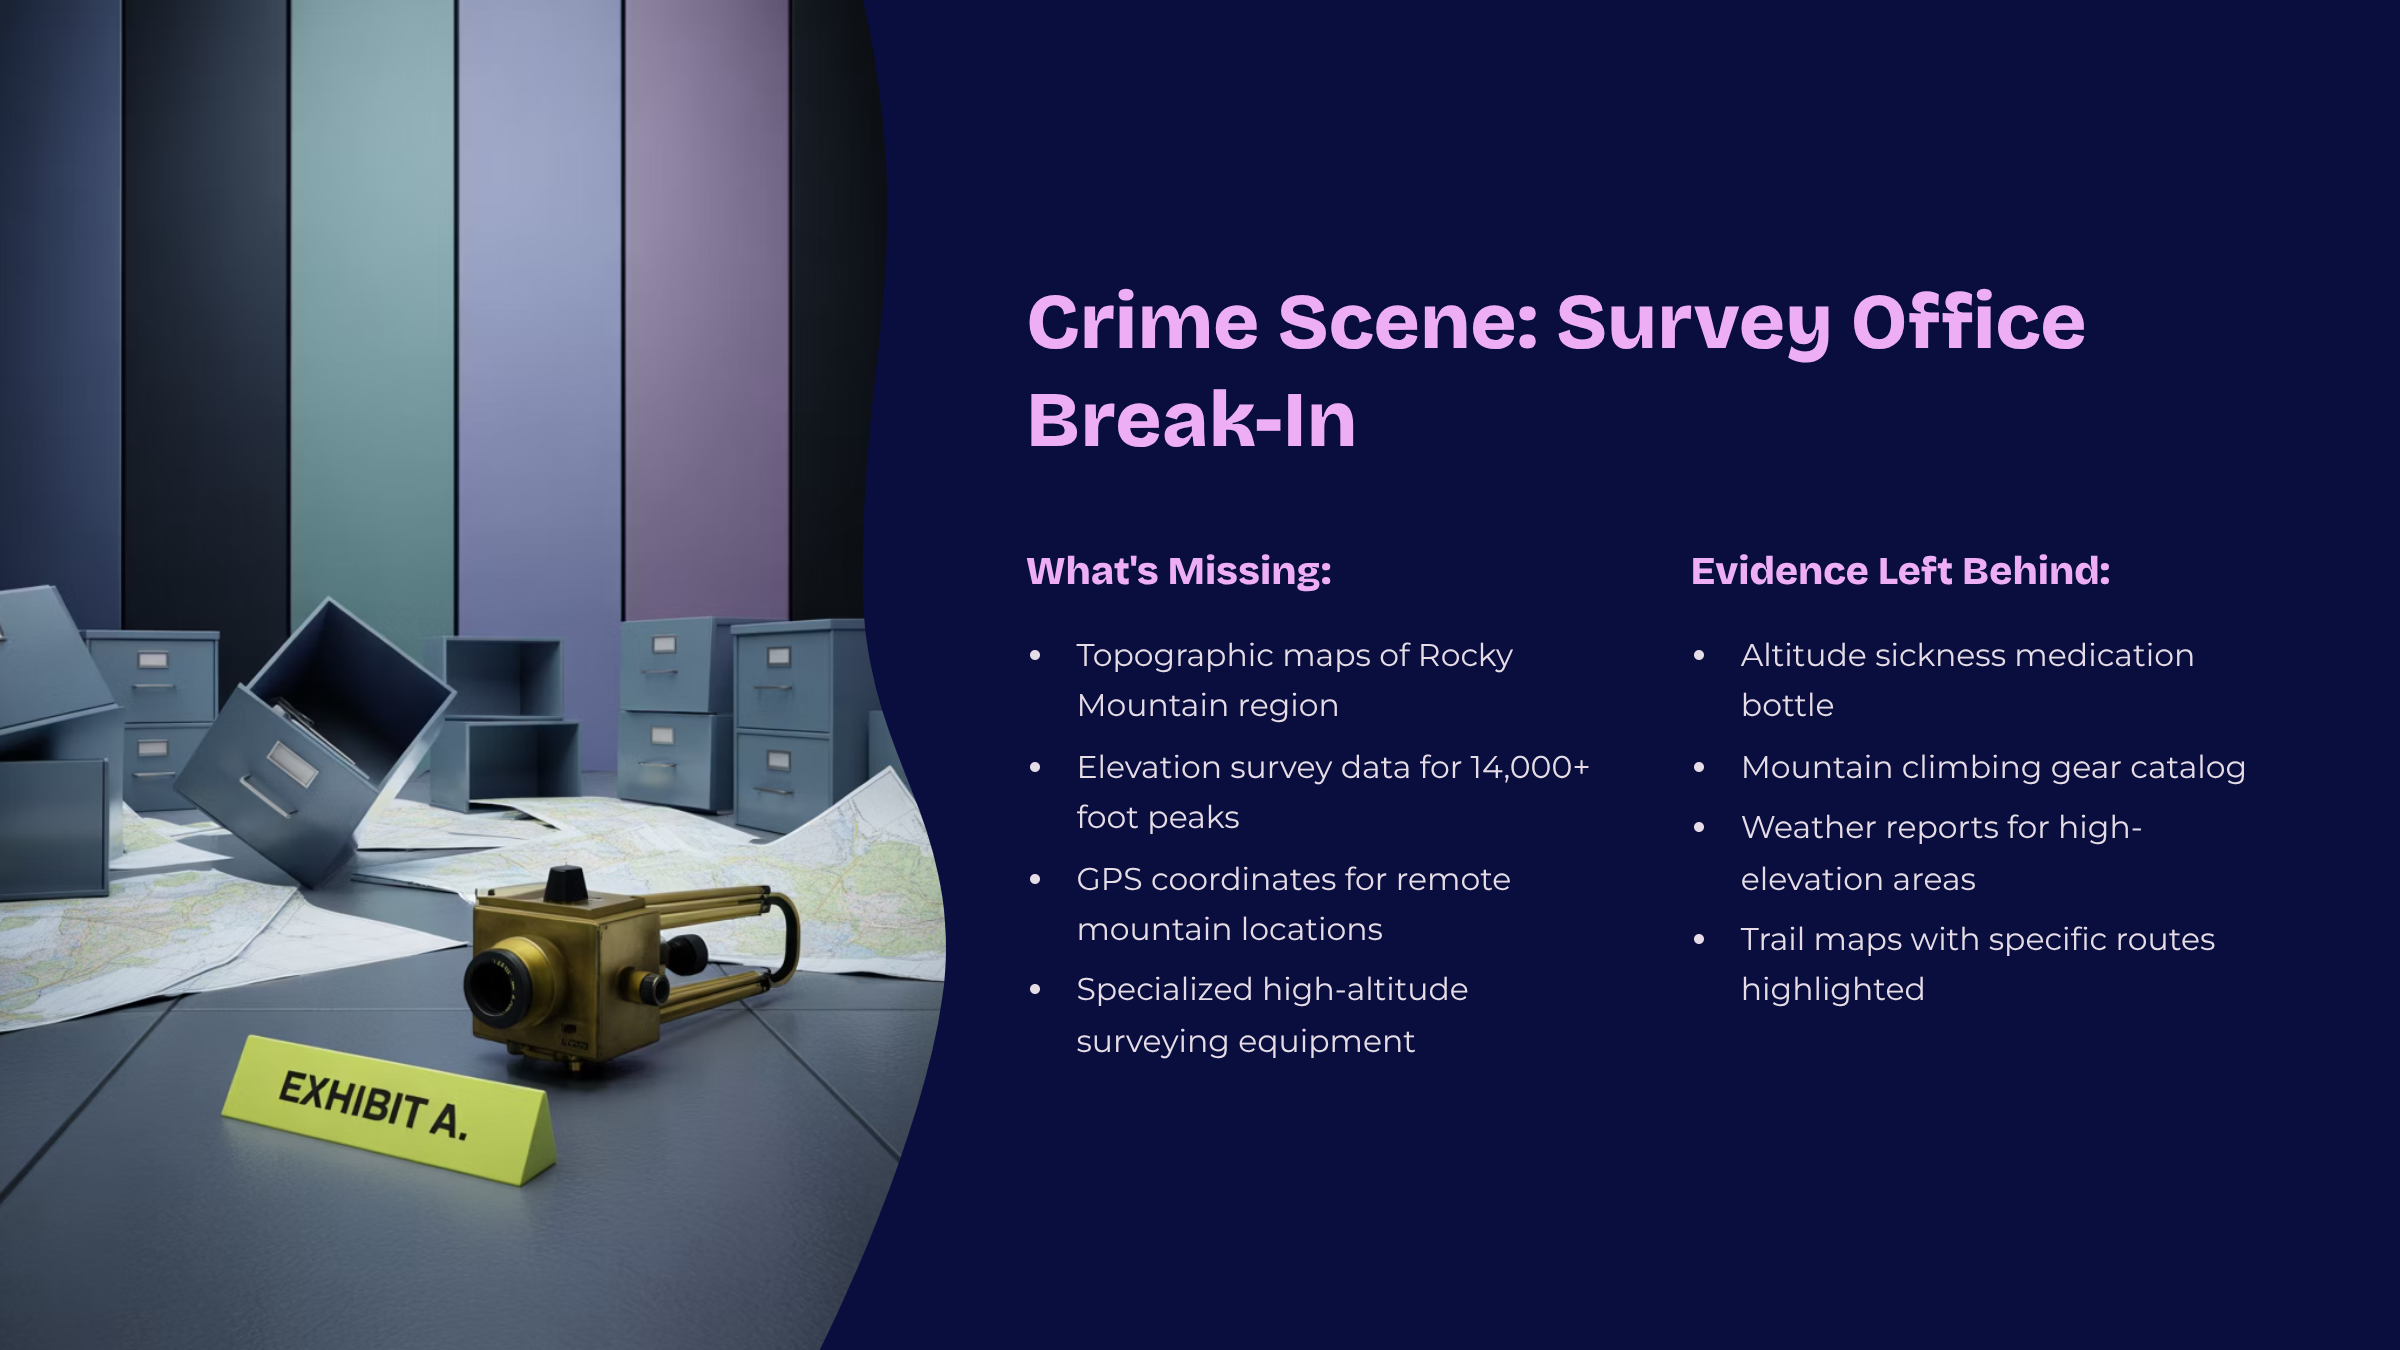 Crime Scene: Survey Office
Break-In
What's Missing:
• Topographic maps of Rocky
Mountain region
• Elevation survey data for 14,000+
foot peaks
• GPS coordinates for remote
mountain locations
• Specialized high-altitude
surveying equipment
Evidence Left Behind:
• Altitude sickness medication
bottle
• Mountain climbing gear catalog
• Weather reports for high-
elevation areas
• Trail maps with specific routes
highlighted
EXHIBIT A.